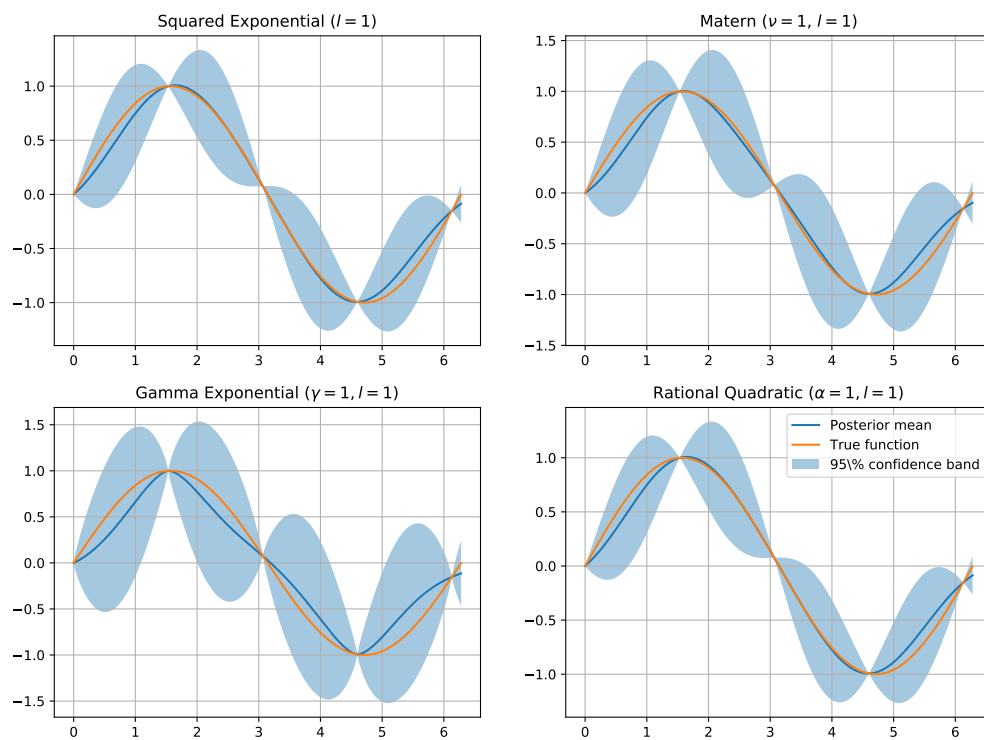 Squared Exponential (l = 1)
1.0
0.5
0.0
−0.5
−1.0
0 1 2 3 4 5 6
Matern (ν = 1, l = 1)
1.5
1.0
0.5
0.0
−0.5
−1.0
−1.5
0 1 2 3 4 5 6
Gamma Exponential (γ = 1, l = 1)
1.5
1.0
0.5
0.0
−0.5
−1.0
−1.5
0 1 2 3 4 5 6
Rational Quadratic (α = 1, l = 1)
Posterior mean
True function
95\% confidence band
1.0
0.5
0.0
−0.5
−1.0
0 1 2 3 4 5 6